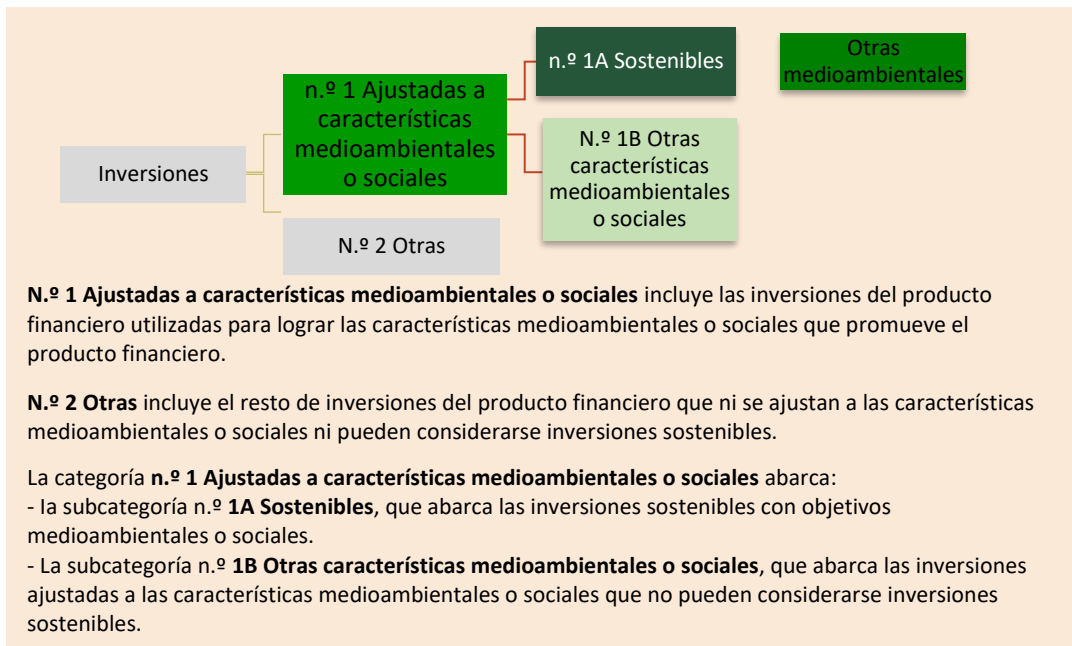 Inversiones
n.º 1 Ajustadas a
características
medioambientales
o sociales
N.º 2 Otras
n.º 1A Sostenibles
N.º 1B Otras
características
medioambientales
o sociales
Otras
medioambientales
N.º 1 Ajustadas a características medioambientales o sociales incluye las inversiones del producto
financiero utilizadas para lograr las características medioambientales o sociales que promueve el
producto financiero.
N.º 2 Otras incluye el resto de inversiones del producto financiero que ni se ajustan a las características
medioambientales o sociales ni pueden considerarse inversiones sostenibles.
La categoría n.º 1 Ajustadas a características medioambientales o sociales abarca:
- la subcategoría n.º 1A Sostenibles, que abarca las inversiones sostenibles con objetivos
medioambientales o sociales.
- La subcategoría n.º 1B Otras características medioambientales o sociales, que abarca las inversiones
ajustadas a las características medioambientales o sociales que no pueden considerarse inversiones
sostenibles.